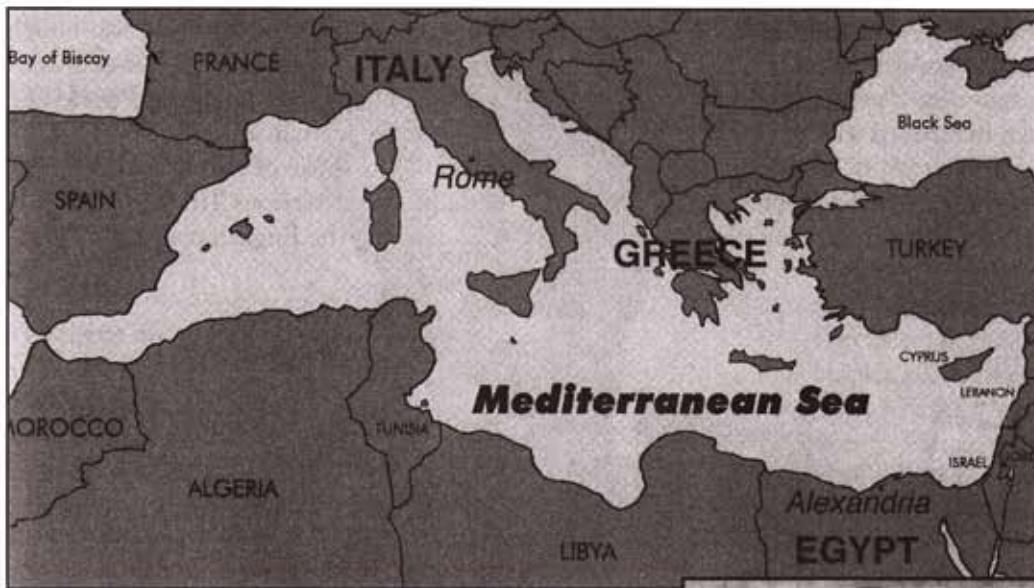 Bay of Biscay
FRANCE
ITALY
Black Sea
Rome
SPAIN
GREECE
TURKEY
CYPRUS
LEBANON
Mediterranean Sea
MOROCCO
TUNISIA
ISRAEL
ALGERIA
Alexandria
LIBYA
EGYPT